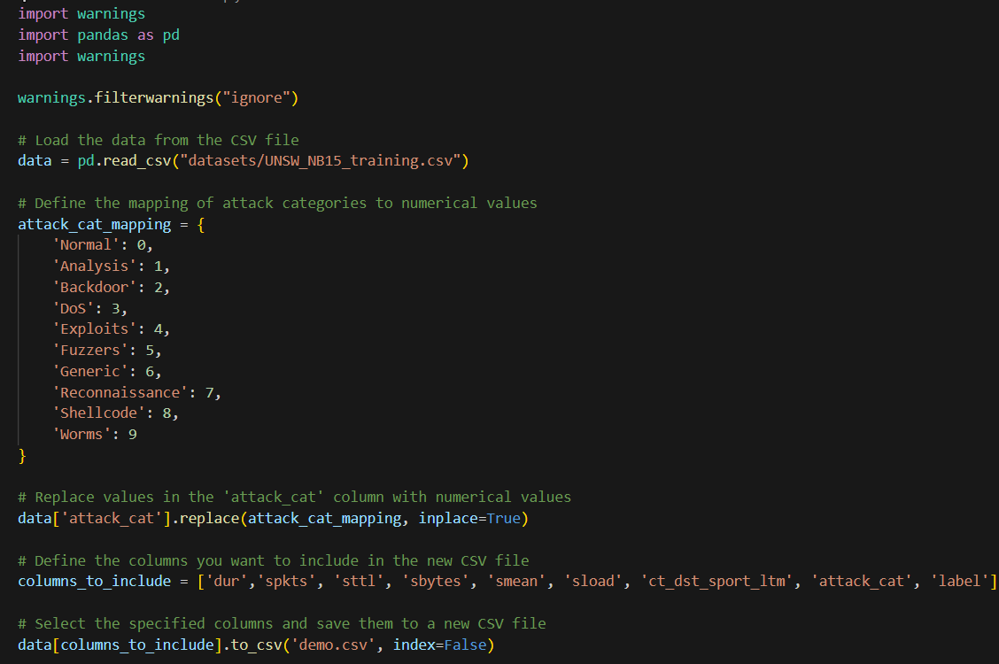 import warnings
import pandas as pd
import warnings

warnings.filterwarnings("ignore")

# Load the data from the CSV file
data = pd.read_csv("datasets/UNSW_NB15_training.csv")

# Define the mapping of attack categories to numerical values
attack_cat_mapping = {
    'Normal': 0,
    'Analysis': 1,
    'Backdoor': 2,
    'DoS': 3,
    'Exploits': 4,
    'Fuzzers': 5,
    'Generic': 6,
    'Reconnaissance': 7,
    'Shellcode': 8,
    'Worms': 9
}

# Replace values in the 'attack_cat' column with numerical values
data['attack_cat'].replace(attack_cat_mapping, inplace=True)

# Define the columns you want to include in the new CSV file
columns_to_include = ['dur','spkts', 'sttl', 'sbytes', 'smean', 'sload', 'ct_dst_sport_ltm', 'attack_cat', 'label']

# Select the specified columns and save them to a new CSV file
data[columns_to_include].to_csv('demo.csv', index=False)